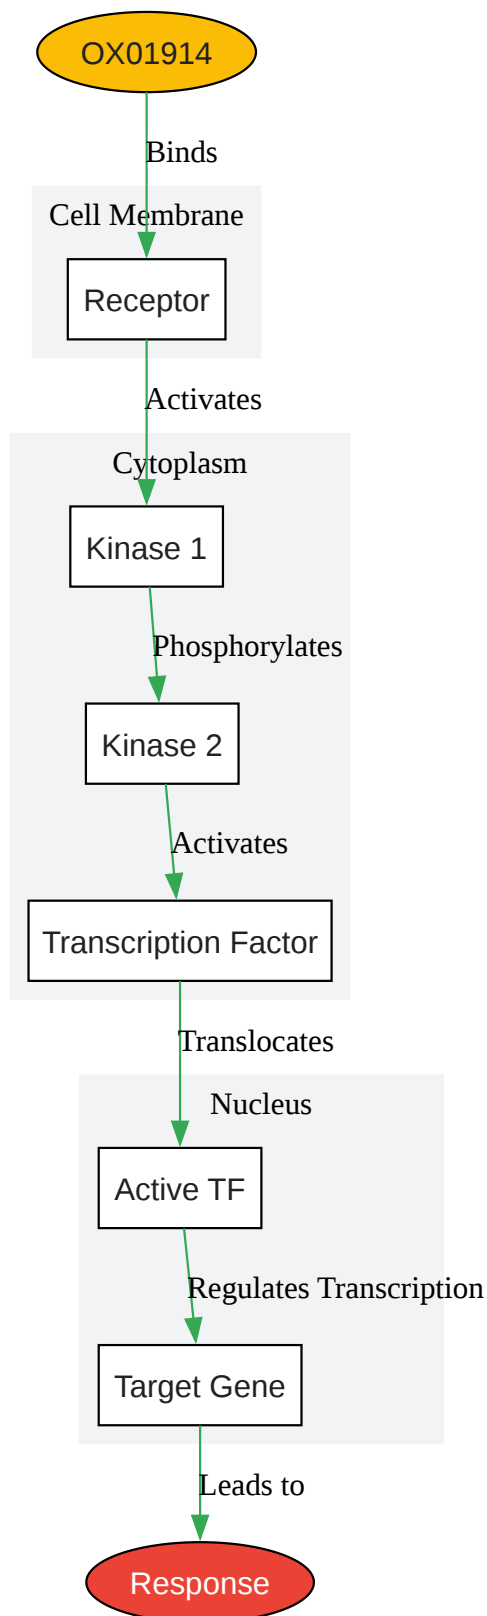 OX01914
Binds
Cell Membrane
Receptor
Activates
Cytoplasm
Kinase 1
Phosphorylates
Kinase 2
Activates
Transcription Factor
Translocates
Nucleus
Active TF
Regulates Transcription
Target Gene
Leads to
Response